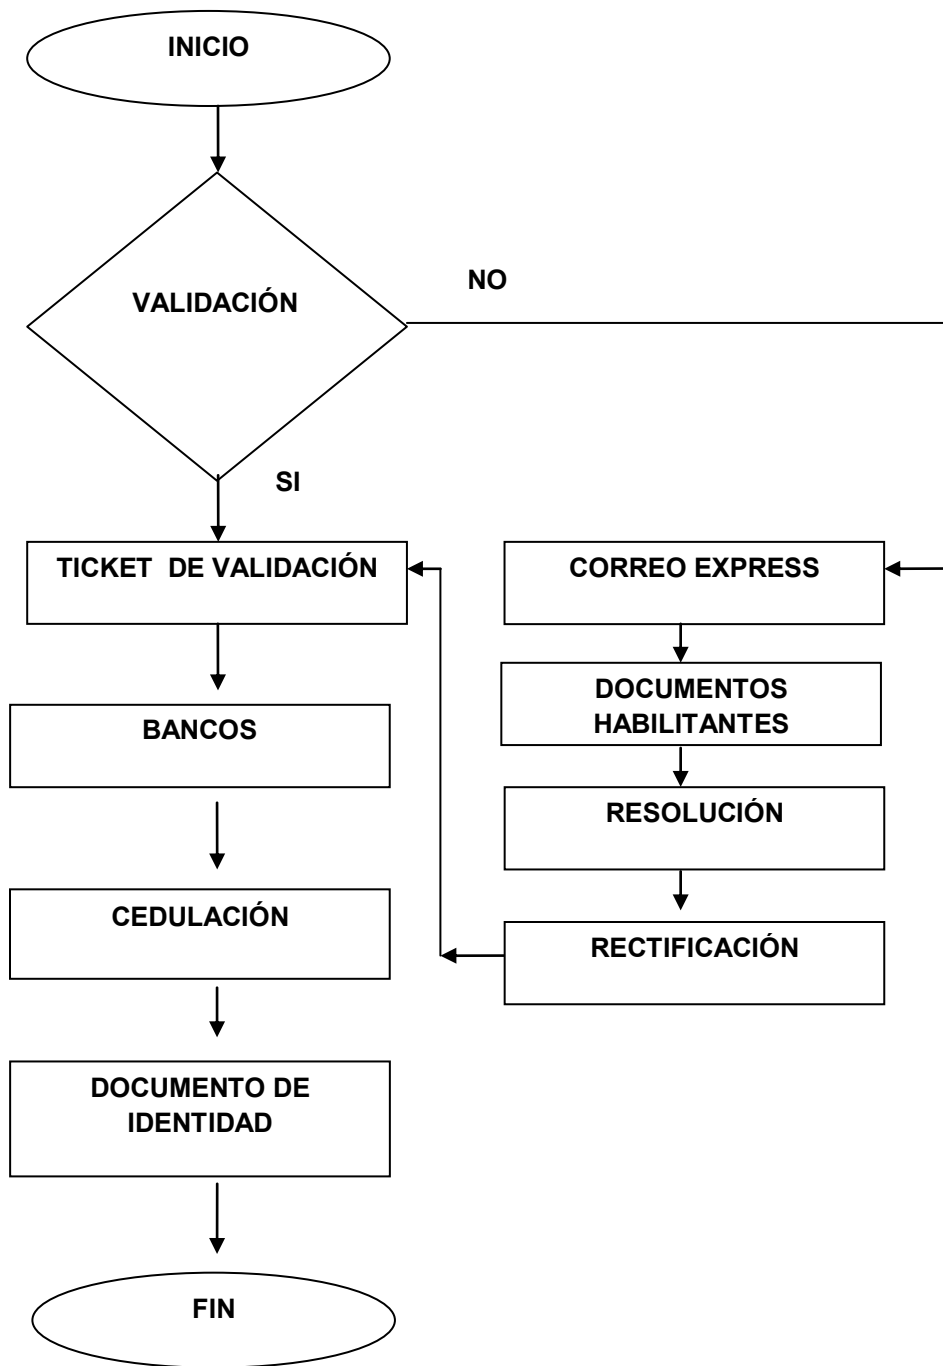 INICIO
VALIDACIÓN
NO
SI
TICKET  DE VALIDACIÓN
BANCOS
CEDULACIÓN
DOCUMENTO DE
IDENTIDAD
FIN
CORREO EXPRESS
DOCUMENTOS
HABILITANTES
RESOLUCIÓN
RECTIFICACIÓN